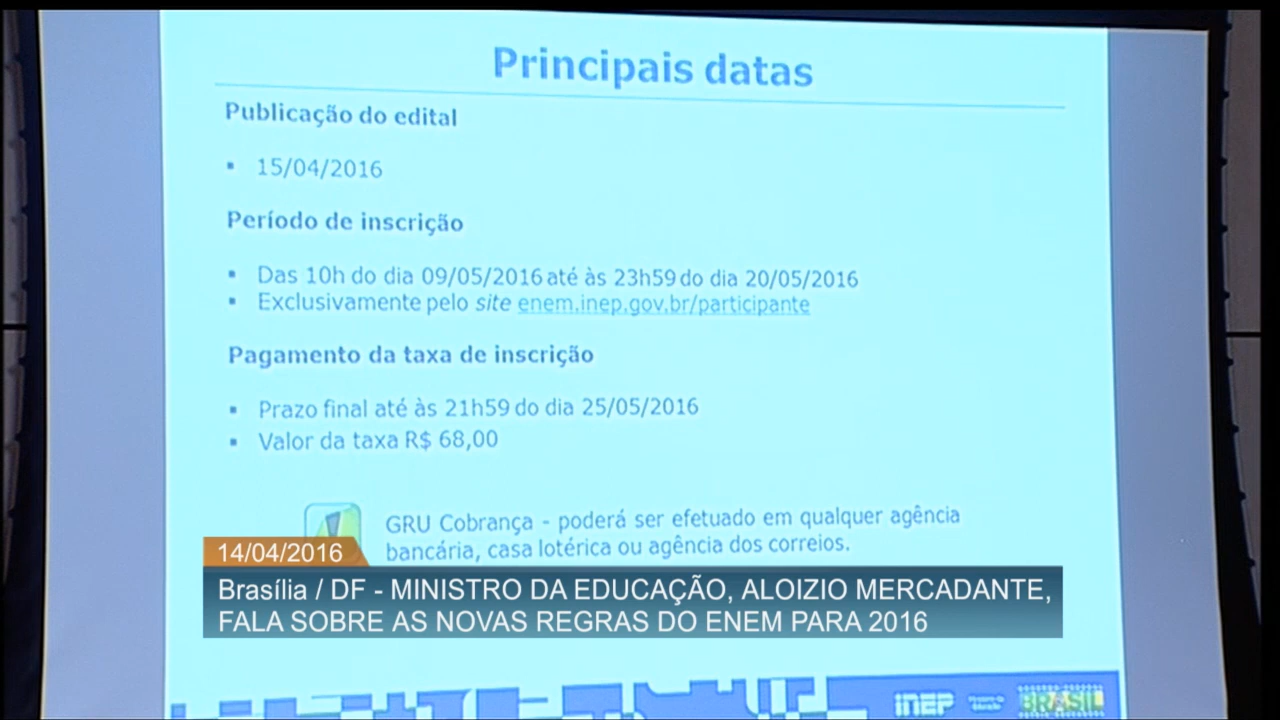 Principais datas
Publicação do edital
▪ 15/04/2016
Período de inscrição
▪ Das 10h do dia 09/05/2016 até às 23h59 do dia 20/05/2016
▪ Exclusivamente pelo site enem.inep.gov.br/participante
Pagamento da taxa de inscrição
▪ Prazo final até às 21h59 do dia 25/05/2016
▪ Valor da taxa R$ 68,00
GRU Cobrança - poderá ser efetuado em qualquer agência
bancária, casa lotérica ou agência dos correios.
14/04/2016
Brasília / DF - MINISTRO DA EDUCAÇÃO, ALOIZIO MERCADANTE,
FALA SOBRE AS NOVAS REGRAS DO ENEM PARA 2016
INEP BRASIL